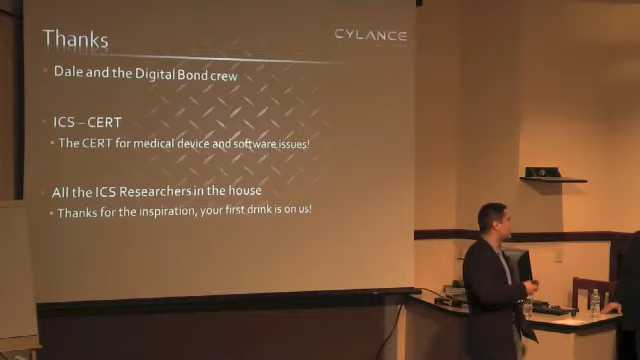 Thanks
CYLANCE
Dale and the Digital Bond crew
ICS – CERT
The CERT for medical device and software issues!
All the ICS Researchers in the house
Thanks for the inspiration, your first drink is on us!